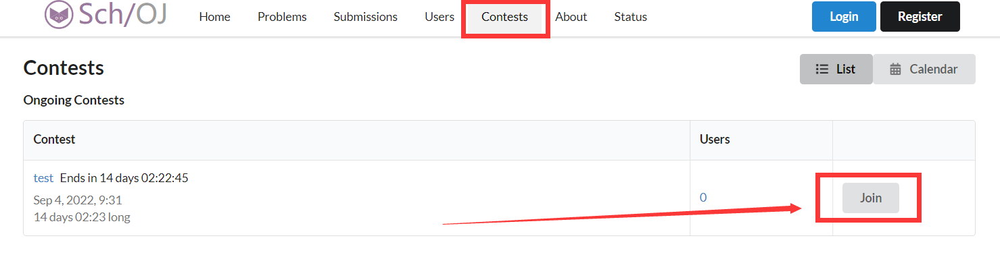 Sch/OJ Home Problems Submissions Users Contests About Status Login Register
Contests List Calendar
Ongoing Contests
Contest Users
test Ends in 14 days 02:22:45
Sep 4, 2022, 9:31
14 days 02:23 long
0
Join